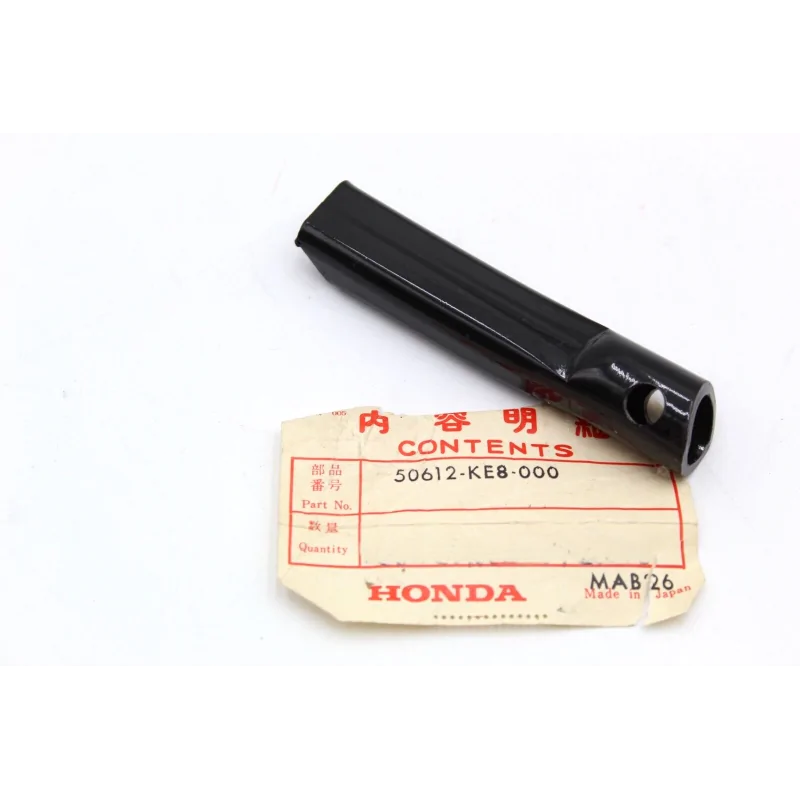 005
内容明細
CONTENTS
部品
番号
Part No.
50612-KE8-000
数量
Quantity
HONDA
MAB26
Made in Japan